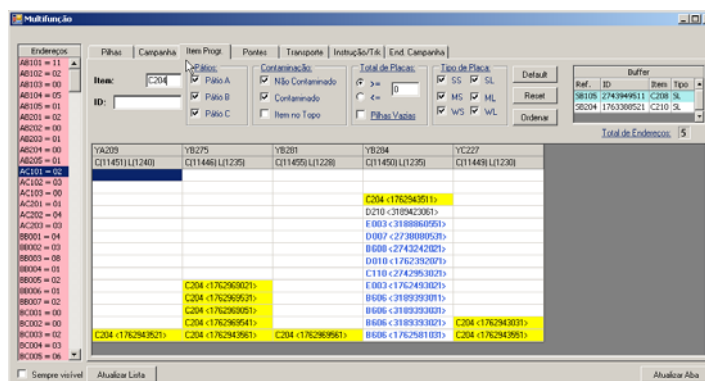 Multifunção
Endereços
AB101 = 11
AB102 = 02
AB103 = 00
AB104 = 05
AB105 = 01
AB201 = 02
AB202 = 00
AB203 = 01
AB204 = 00
AB205 = 01
AC101 = 02
AC102 = 03
AC103 = 00
AC201 = 01
AC202 = 04
AC203 = 03
BB001 = 04
BB002 = 03
BB003 = 08
BB004 = 01
BB005 = 02
BB006 = 01
BB007 = 02
BC001 = 00
BC002 = 00
BC003 = 02
BC004 = 03
BC005 = 06
Sempre visível
Pilhas Campanha Item Progr. Pontes Transporte Instrução/Trk End. Campanha
Item: C204
ID:
Pátios:
Pátio A
Pátio B
Pátio C
Contaminação:
Não Contaminado
Contaminado
Item no Topo
Total de Placas:
>= 0
<=
Pilhas Vazias
Tipo de Placa:
SS SL
MS ML
WS WL
Default
Reset
Ordenar
Buffer
Ref. ID Item Tipo
SB105 2743949511 C208 SL
SB204 1763388521 C210 SL
Total de Endereços: 5
YA209 YB275 YB281 YB284 YC227
C(11451) L(1240) C(11446) L(1235) C(11455) L(1228) C(11450) L(1235) C(11449) L(1230)
C204 <1762943511>
D210 <3189423061>
E003 <3188860551>
D007 <2738080531>
B608 <2743242021>
D010 <1762392071>
C110 <2742953021>
C204 <1762969021> E003 <1762493021>
C204 <1762969531> B606 <3189393011>
C204 <1762969051> B606 <3189393031>
C204 <1762969541> B606 <3189393021> C204 <1762943031>
C204 <1762943521> C204 <1762943561> C204 <1762969561> B606 <1762581031> C204 <1762943551>
Atualizar Lista
Atualizar Aba